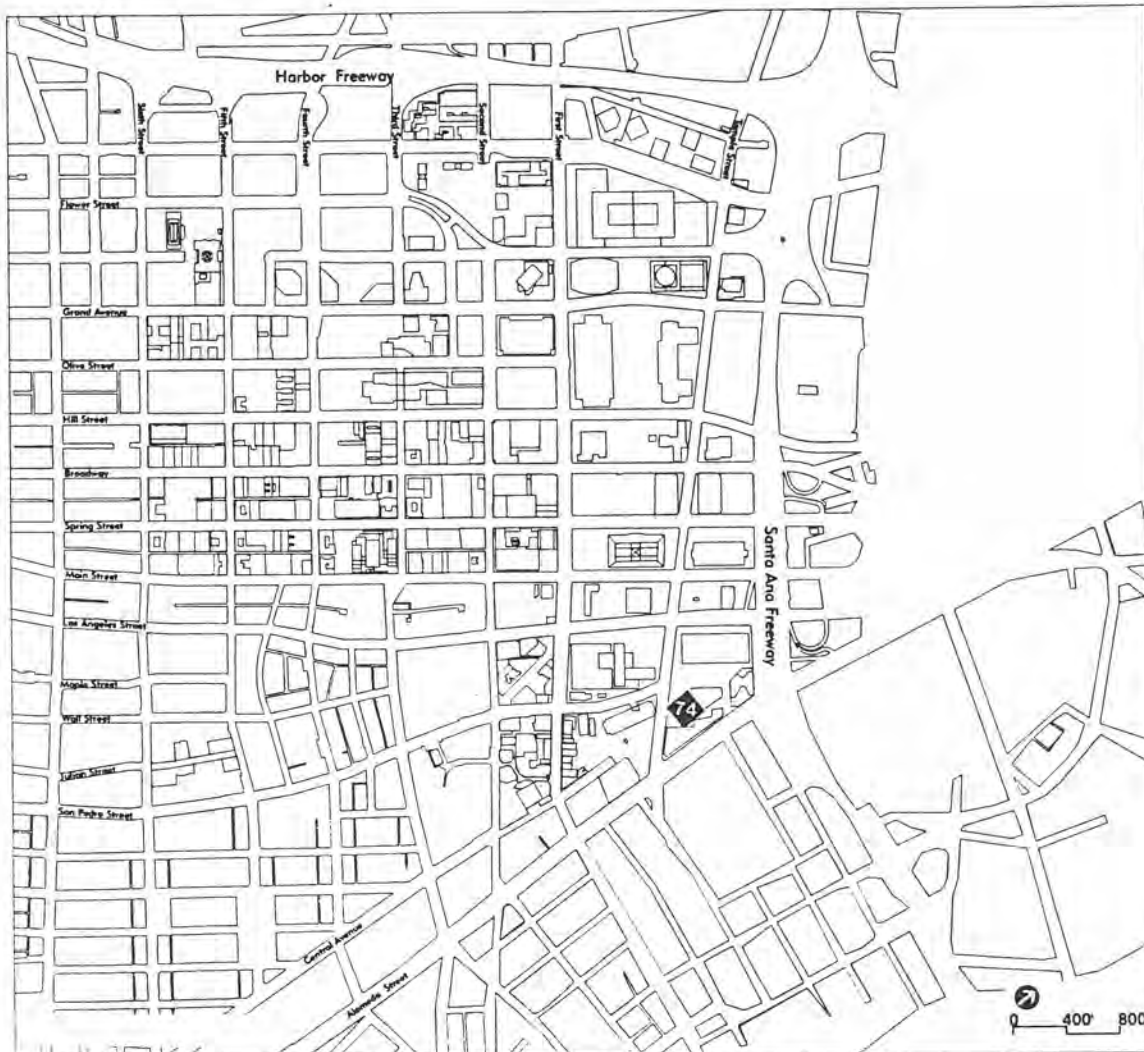 Harbor Freeway
Sixth Street
Fifth Street
Fourth Street
Third Street
Second Street
First Street
Temple Street
Flower Street
Grand Avenue
Olive Street
Hill Street
Broadway
Spring Street
Main Street
Los Angeles Street
Maple Street
Wall Street
Julian Street
San Pedro Street
Santa Ana Freeway
74
Central Avenue
Alameda Street
0 400' 800